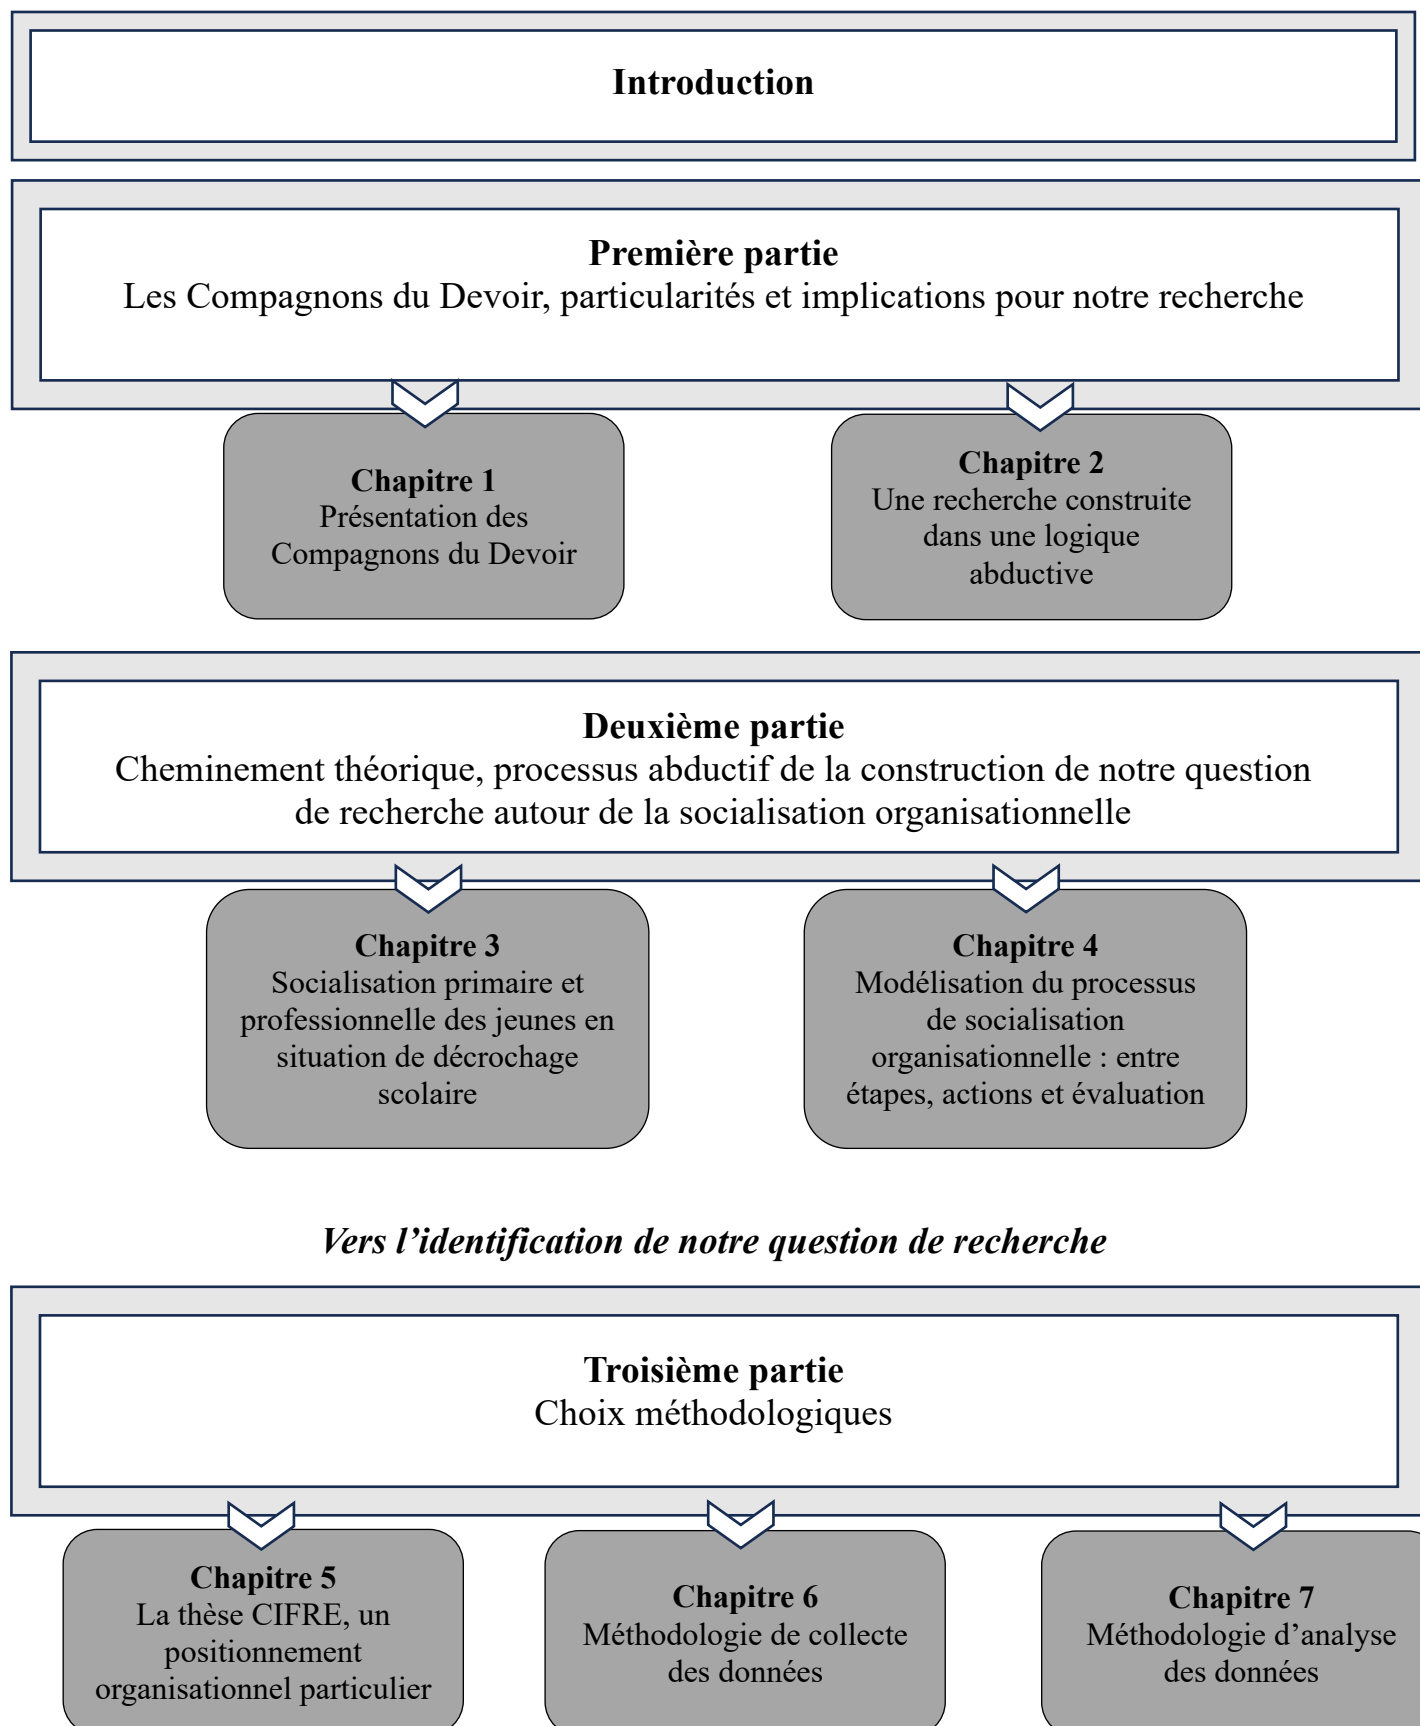 Introduction
Première partie
Les Compagnons du Devoir, particularités et implications pour notre recherche
Chapitre 1
Présentation des
Compagnons du Devoir
Chapitre 2
Une recherche construite
dans une logique
abductive
Deuxième partie
Cheminement théorique, processus abductif de la construction de notre question
de recherche autour de la socialisation organisationnelle
Chapitre 3
Socialisation primaire et
professionnelle des jeunes en
situation de décrochage
scolaire
Chapitre 4
Modélisation du processus
de socialisation
organisationnelle : entre
étapes, actions et évaluation
Vers l’identification de notre question de recherche
Troisième partie
Choix méthodologiques
Chapitre 5
La thèse CIFRE, un
positionnement
organisationnel particulier
Chapitre 6
Méthodologie de collecte
des données
Chapitre 7
Méthodologie d’analyse
des données